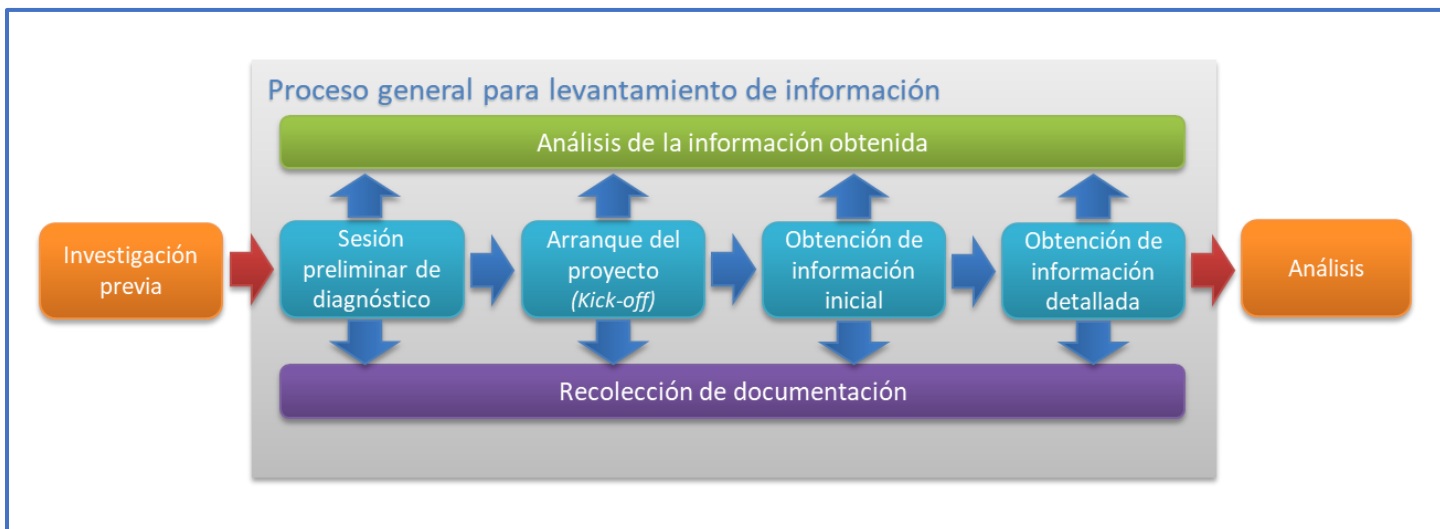 Proceso general para levantamiento de información
Análisis de la información obtenida
Investigación
previa
Sesión
preliminar de
diagnóstico
Arranque del
proyecto
(Kick-off)
Obtención de
información
inicial
Obtención de
información
detallada
Análisis
Recolección de documentación